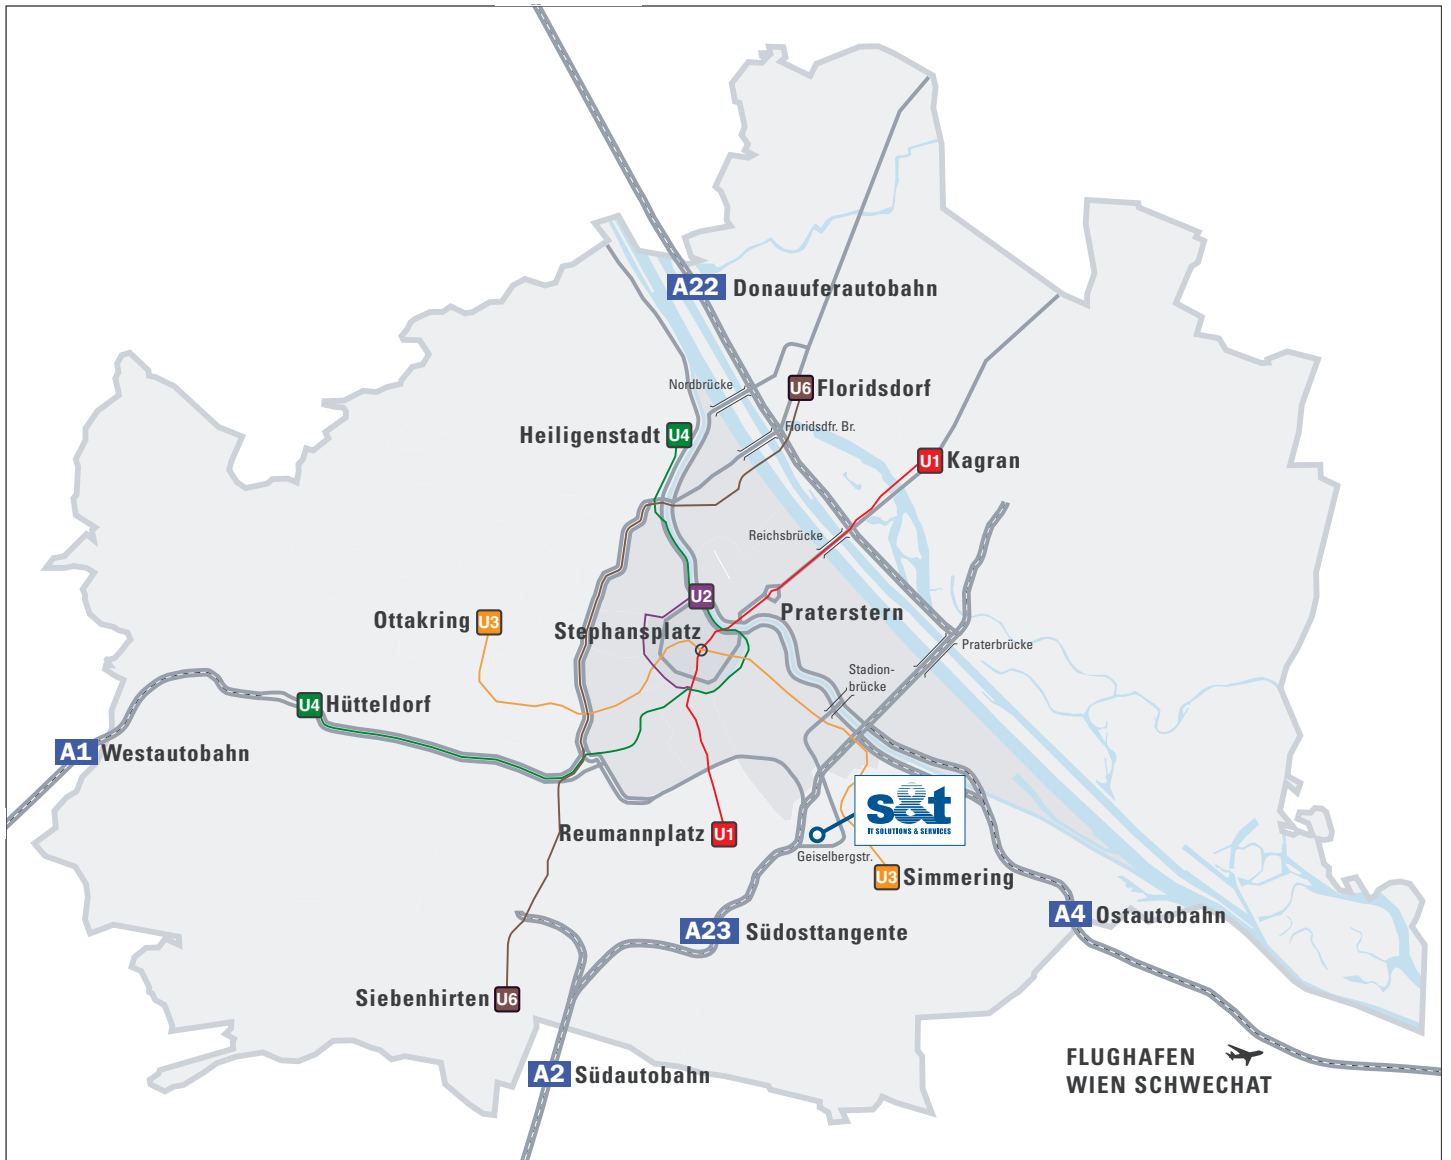 A22 Donauuferautobahn
Nordbrücke
U6 Floridsdorf
Floridsdfr. Br.
Heiligenstadt U4
U1 Kagran
Reichsbrücke
U2
Praterstern
Ottakring U3
Stephansplatz
Praterbrücke
Stadion-
brücke
U4 Hütteldorf
A1 Westautobahn
s&t
IT SOLUTIONS & SERVICES
Reumannplatz U1
Geiselbergstr.
U3 Simmering
A4 Ostautobahn
A23 Südosttangente
Siebenhirten U6
FLUGHAFEN
WIEN SCHWECHAT
A2 Südautobahn